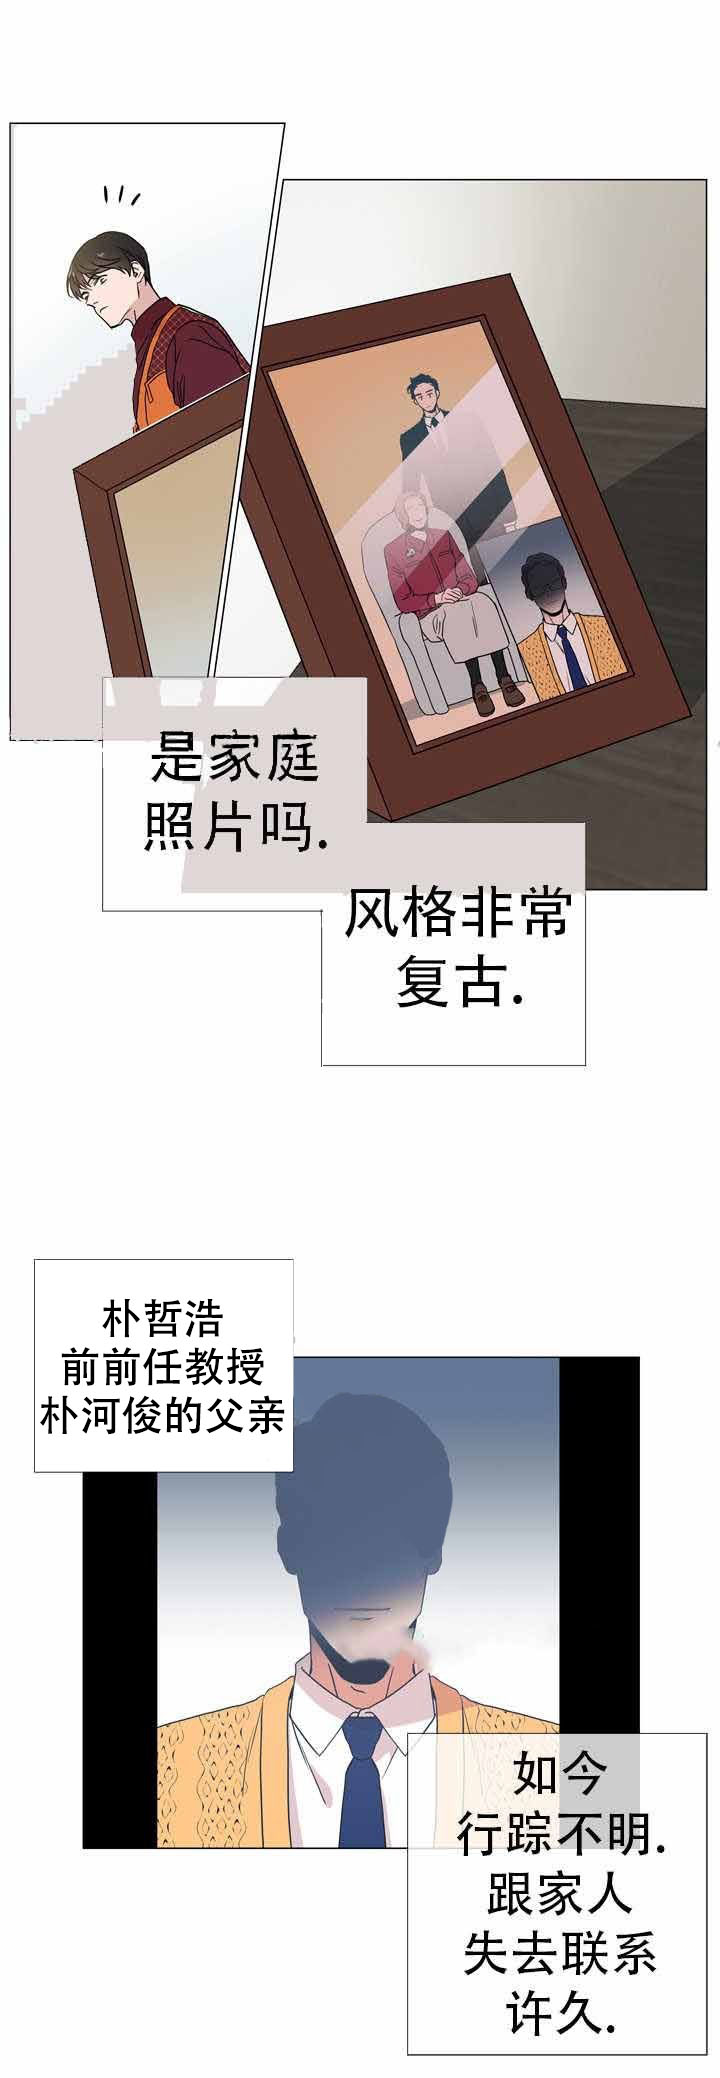 是家庭
照片吗.
风格非常
复古.
朴哲浩
前前任教授
朴河俊的父亲
如今
行踪不明.
跟家人
失去联系
许久.